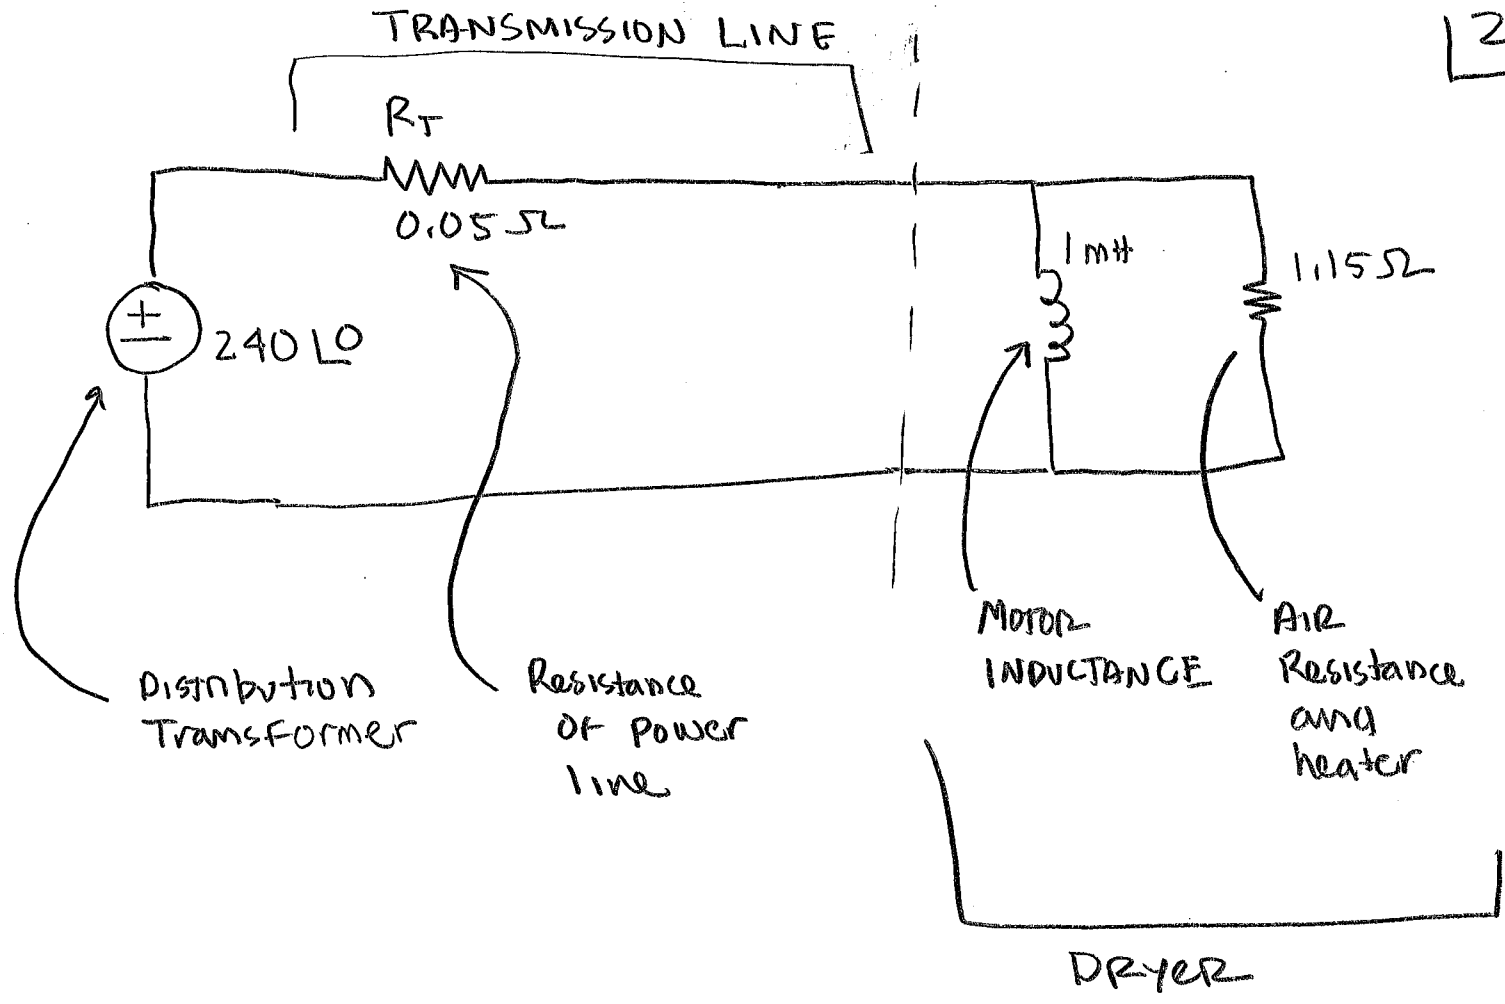 TRANSMISSION LINE
2
R_T
0.05 Ω
240∠0
1 mH
1.15 Ω
Distribution
Transformer
Resistance
OF power
line
MOTOR
INDUCTANCE
AIR
Resistance
and
heater
DRYER